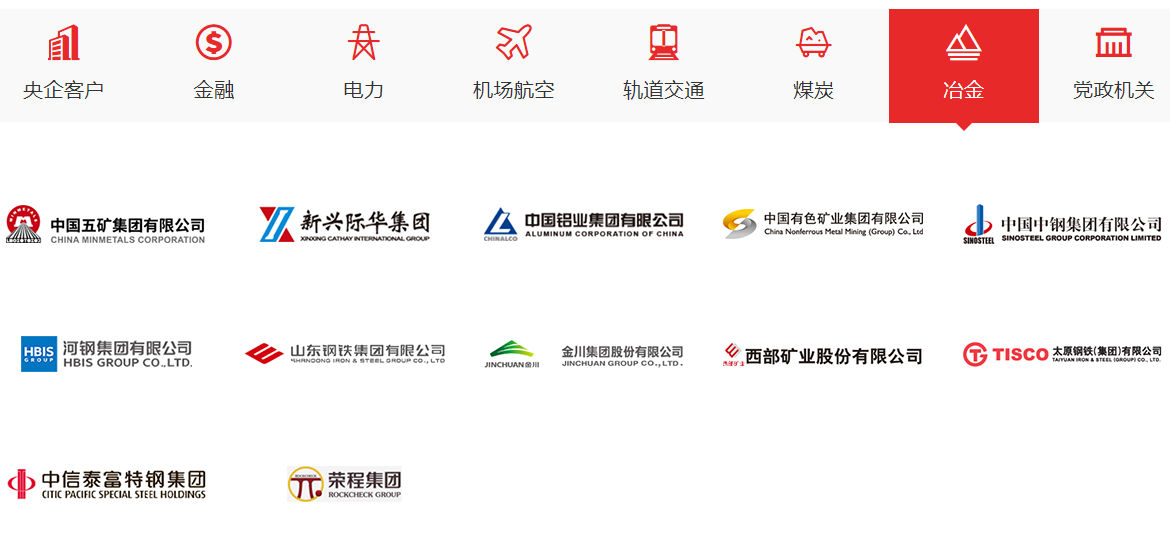 央企客户
金融
电力
机场航空
轨道交通
煤炭
冶金
党政机关
MINMETALS
中国五矿集团有限公司
CHINA MINMETALS CORPORATION
新兴际华集团
XINXING CATHAY INTERNATIONAL GROUP
CHINALCO
中国铝业集团有限公司
ALUMINUM CORPORATION OF CHINA
中国有色矿业集团有限公司
China Nonferrous Metal Mining (Group) Co., Ltd
SINOSTEEL
中国中钢集团有限公司
SINOSTEEL GROUP CORPORATION LIMITED
HBIS
GROUP
河钢集团有限公司
HBIS GROUP CO.,LTD.
山东钢铁集团有限公司
SHANDONG IRON & STEEL GROUP CO., LTD
JINCHUAN金川
金川集团股份有限公司
JINCHUAN GROUP CO., LTD.
西部矿业
西部矿业股份有限公司
TISCO
太原钢铁(集团)有限公司
TAIYUAN IRON & STEEL (GROUP) CO., LTD.
中信泰富特钢集团
CITIC PACIFIC SPECIAL STEEL HOLDINGS
ROCKCHECK
荣程集团
ROCKCHECK GROUP